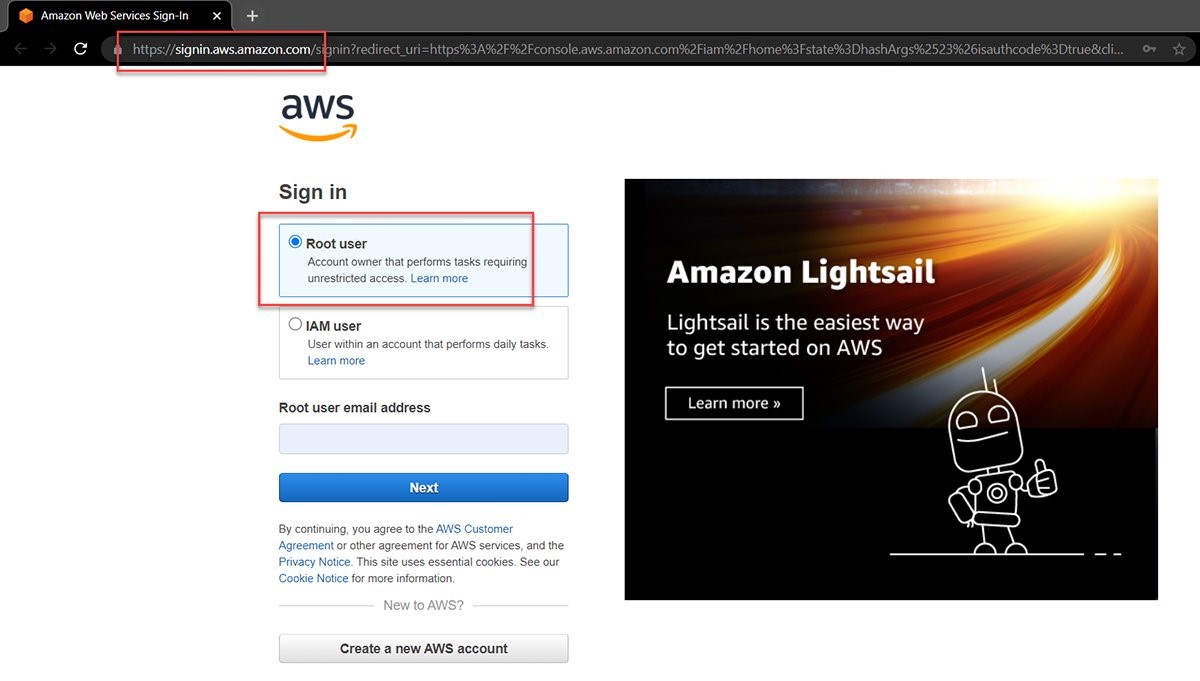 Amazon Web Services Sign-In
https://signin.aws.amazon.com/signin?redirect_uri=https%3A%2F%2Fconsole.aws.amazon.com%2Fiam%2Fhome%3Fstate%3DhashArgs%2523%26isauthcode%3Dtrue&cli...
aws
Sign in
Root user
Account owner that performs tasks requiring
unrestricted access. Learn more
IAM user
User within an account that performs daily tasks.
Learn more
Root user email address
Next
By continuing, you agree to the AWS Customer
Agreement or other agreement for AWS services, and the
Privacy Notice. This site uses essential cookies. See our
Cookie Notice for more information.
New to AWS?
Create a new AWS account
Amazon Lightsail
Lightsail is the easiest way
to get started on AWS
Learn more »